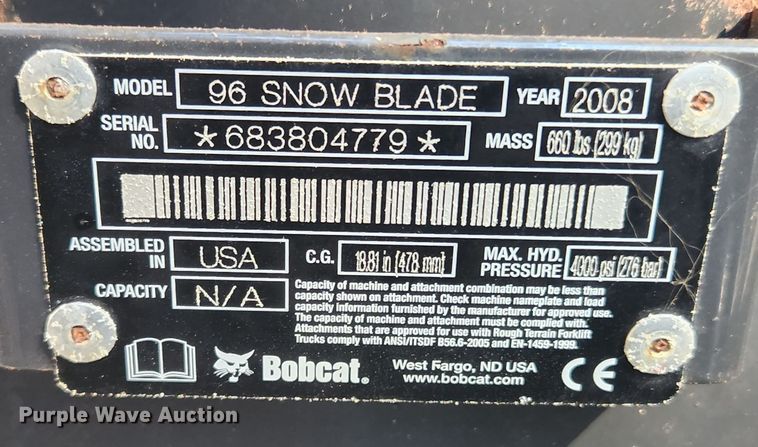 MODEL 96 SNOW BLADE YEAR 2008
SERIAL NO. *683804779* MASS 660 lbs (299 kg)
ASSEMBLED IN USA C.G. 18.81 in (478 mm) MAX. HYD. PRESSURE 4000 psi (276 bar)
CAPACITY N/A
Capacity of machine and attachment combination may be less than
capacity shown on attachment. Check machine nameplate and load
capacity information furnished by the manufacturer for approved use.
The capacity of machine and attachment must be complied with.
Attachments that are approved for use with Rough Terrain Forklift
Trucks comply with ANSI/ITSDF B56.6-2005 and EN-1459-1999.
Bobcat. West Fargo, ND USA
www.bobcat.com
CE
Purple Wave Auction